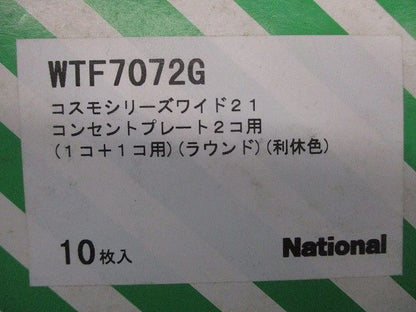 WTF7072G
コスモシリーズワイド21
コンセントプレート2コ用
(1コ+1コ用)(ラウンド)(利休色)
10枚入
National